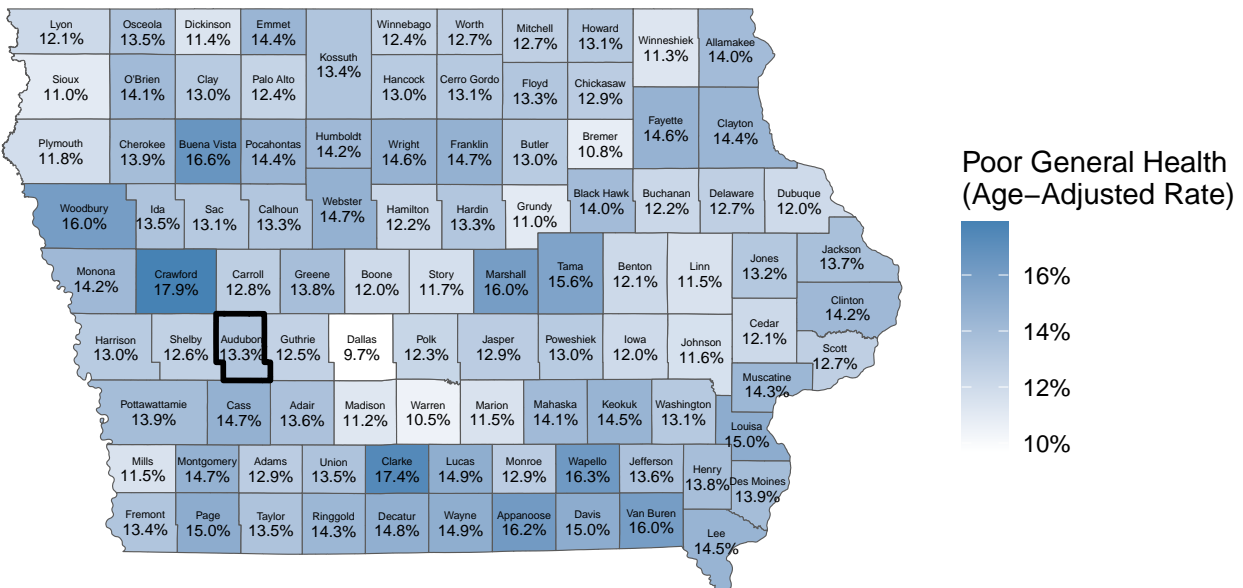 Lyon
12.1%
Osceola
13.5%
Dickinson
11.4%
Emmet
14.4%
Kossuth
13.4%
Winnebago
12.4%
Worth
12.7%
Mitchell
12.7%
Howard
13.1%
Winneshiek
11.3%
Allamakee
14.0%
Sioux
11.0%
O'Brien
14.1%
Clay
13.0%
Palo Alto
12.4%
Hancock
13.0%
Cerro Gordo
13.1%
Floyd
13.3%
Chickasaw
12.9%
Plymouth
11.8%
Cherokee
13.9%
Buena Vista
16.6%
Pocahontas
14.4%
Humboldt
14.2%
Wright
14.6%
Franklin
14.7%
Butler
13.0%
Bremer
10.8%
Fayette
14.6%
Clayton
14.4%
Woodbury
16.0%
Ida
13.5%
Sac
13.1%
Calhoun
13.3%
Webster
14.7%
Hamilton
12.2%
Hardin
13.3%
Grundy
11.0%
Black Hawk
14.0%
Buchanan
12.2%
Delaware
12.7%
Dubuque
12.0%
Monona
14.2%
Crawford
17.9%
Carroll
12.8%
Greene
13.8%
Boone
12.0%
Story
11.7%
Marshall
16.0%
Tama
15.6%
Benton
12.1%
Linn
11.5%
Jones
13.2%
Jackson
13.7%
Clinton
14.2%
Harrison
13.0%
Shelby
12.6%
Audubon
13.3%
Guthrie
12.5%
Dallas
9.7%
Polk
12.3%
Jasper
12.9%
Poweshiek
13.0%
Iowa
12.0%
Johnson
11.6%
Cedar
12.1%
Scott
12.7%
Muscatine
14.3%
Pottawattamie
13.9%
Cass
14.7%
Adair
13.6%
Madison
11.2%
Warren
10.5%
Marion
11.5%
Mahaska
14.1%
Keokuk
14.5%
Washington
13.1%
Louisa
15.0%
Mills
11.5%
Montgomery
14.7%
Adams
12.9%
Union
13.5%
Clarke
17.4%
Lucas
14.9%
Monroe
12.9%
Wapello
16.3%
Jefferson
13.6%
Henry
13.8%
Des Moines
13.9%
Fremont
13.4%
Page
15.0%
Taylor
13.5%
Ringgold
14.3%
Decatur
14.8%
Wayne
14.9%
Appanoose
16.2%
Davis
15.0%
Van Buren
16.0%
Lee
14.5%
Poor General Health
(Age−Adjusted Rate)
16%
14%
12%
10%